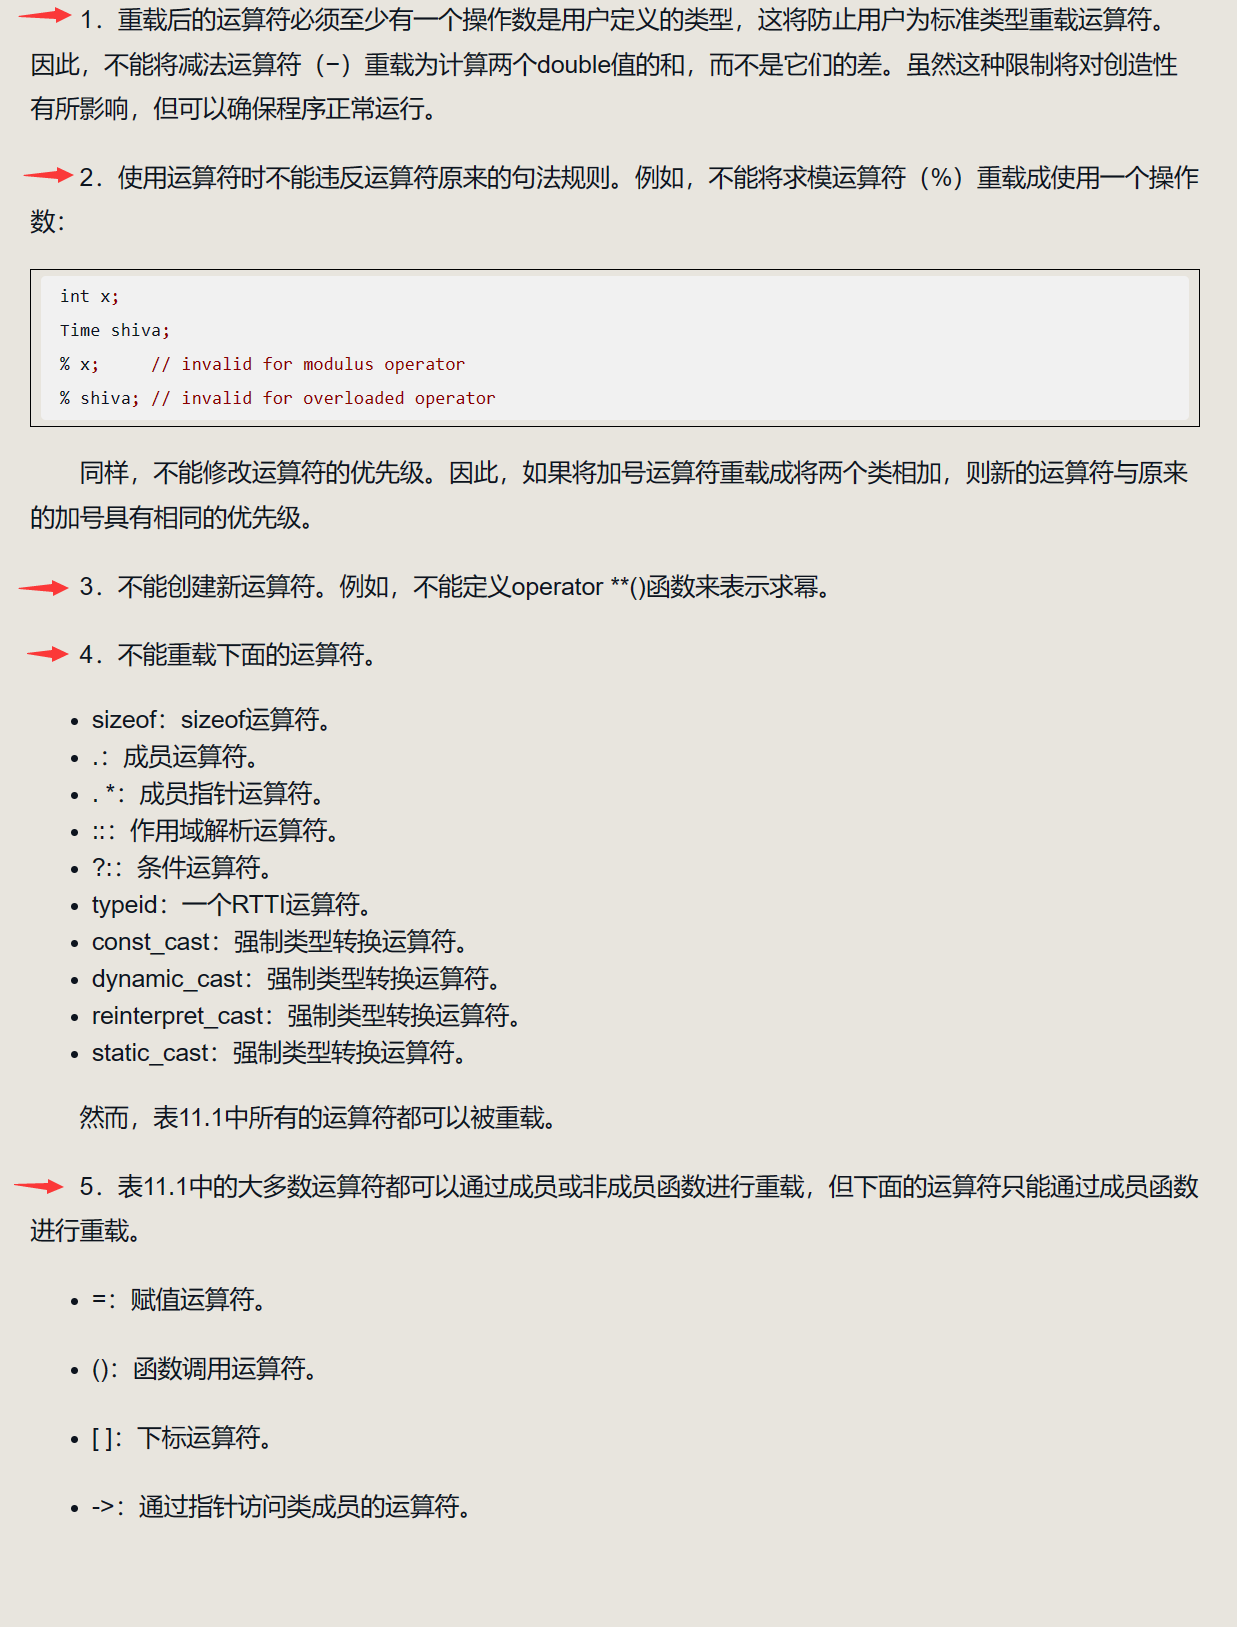 1．重载后的运算符必须至少有一个操作数是用户定义的类型，这将防止用户为标准类型重载运算符。
因此，不能将减法运算符（−）重载为计算两个double值的和，而不是它们的差。虽然这种限制将对创造性
有所影响，但可以确保程序正常运行。
2．使用运算符时不能违反运算符原来的句法规则。例如，不能将求模运算符（%）重载成使用一个操作
数：
int x;
Time shiva;
% x;     // invalid for modulus operator
% shiva; // invalid for overloaded operator
同样，不能修改运算符的优先级。因此，如果将加号运算符重载成将两个类相加，则新的运算符与原来
的加号具有相同的优先级。
3．不能创建新运算符。例如，不能定义operator **()函数来表示求幂。
4．不能重载下面的运算符。
• sizeof：sizeof运算符。
• .：成员运算符。
• . *：成员指针运算符。
• ::：作用域解析运算符。
• ?:：条件运算符。
• typeid：一个RTTI运算符。
• const_cast：强制类型转换运算符。
• dynamic_cast：强制类型转换运算符。
• reinterpret_cast：强制类型转换运算符。
• static_cast：强制类型转换运算符。
然而，表11.1中所有的运算符都可以被重载。
5．表11.1中的大多数运算符都可以通过成员或非成员函数进行重载，但下面的运算符只能通过成员函数
进行重载。
• =：赋值运算符。
• ()：函数调用运算符。
• [ ]：下标运算符。
• ->：通过指针访问类成员的运算符。